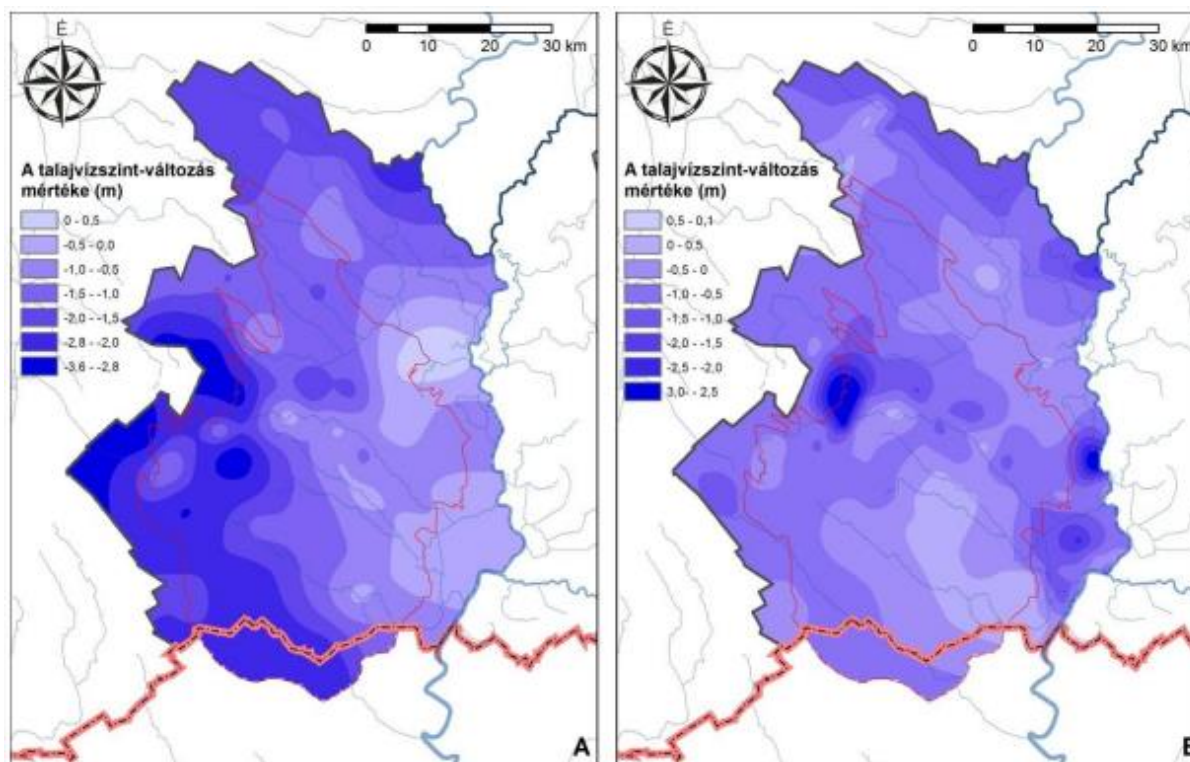 É
0 10 20 30 km
A talajvízszint-változás
mértéke (m)
0 - 0,5
-0,5 - 0,0
-1,0 - -0,5
-1,5 - -1,0
-2,0 - -1,5
-2,8 - -2,0
-3,6 - -2,8
A
É
0 10 20 30 km
A talajvízszint-változás
mértéke (m)
0,5 - 0,1
0 - 0,5
-0,5 - 0
-1,0 - -0,5
-1,5 - -1,0
-2,0 - -1,5
-2,5 - -2,0
3,0- - 2,5